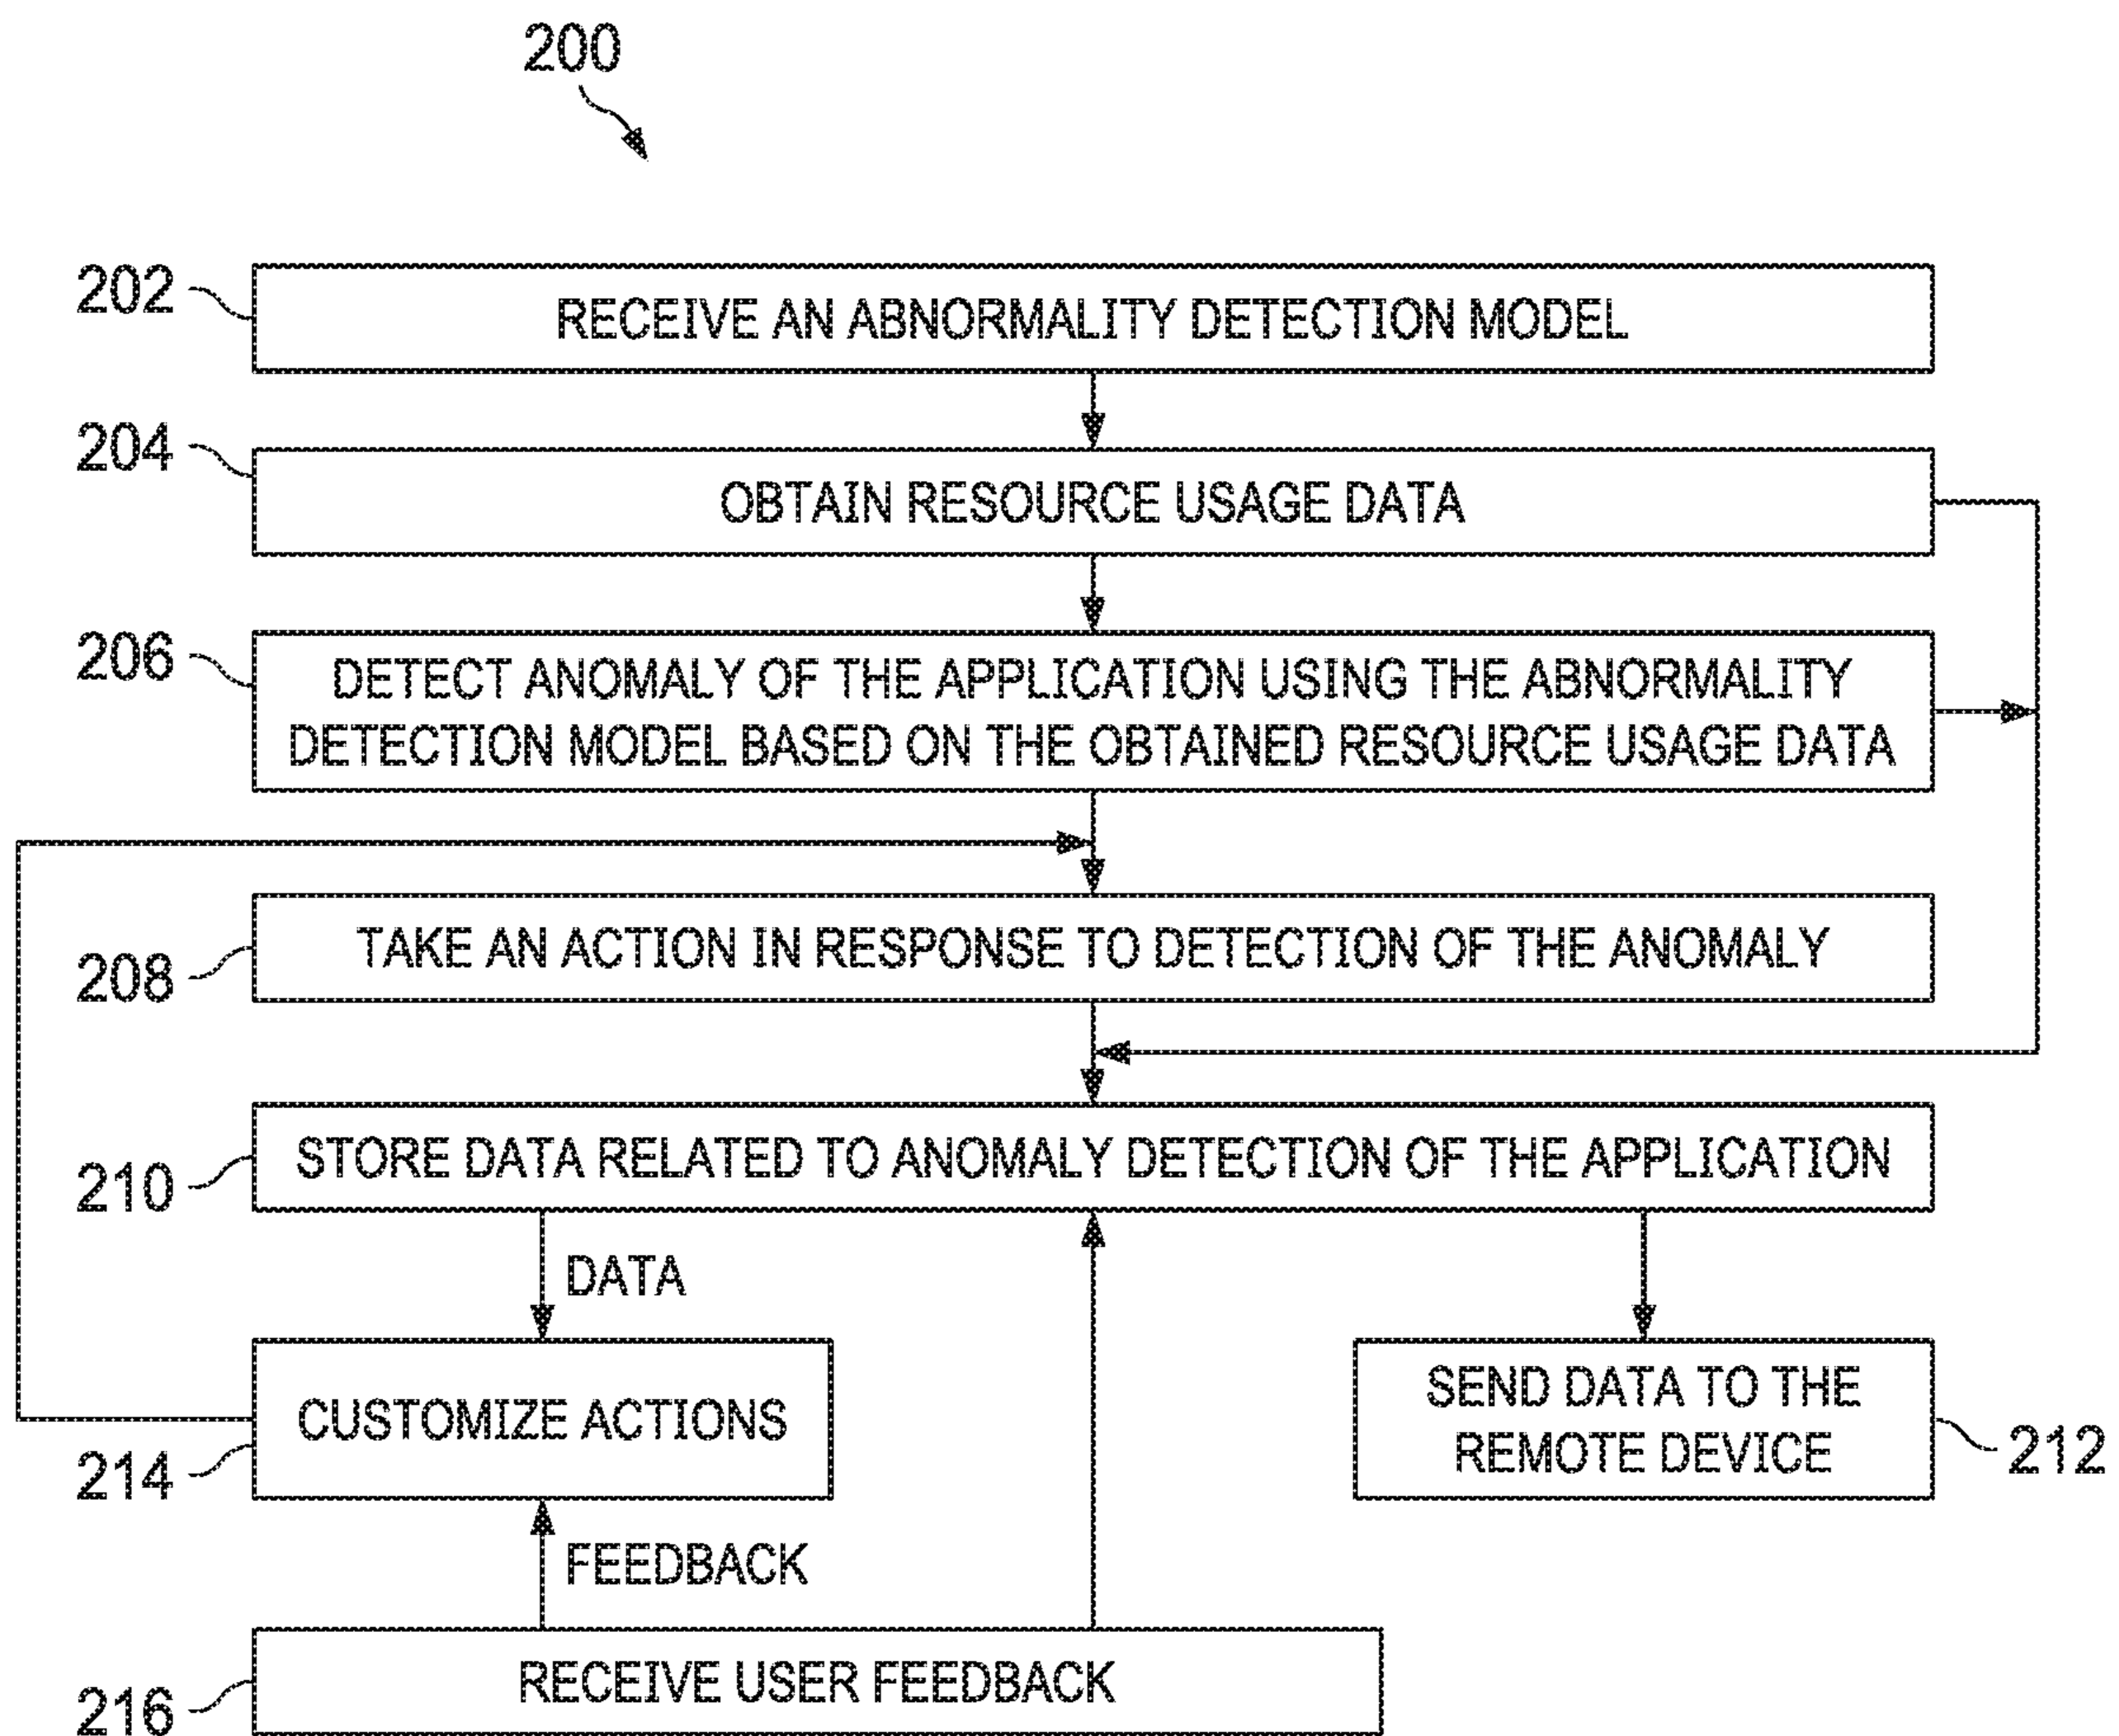 200
202
RECEIVE AN ABNORMALITY DETECTION MODEL
204
OBTAIN RESOURCE USAGE DATA
206
DETECT ANOMALY OF THE APPLICATION USING THE ABNORMALITY
DETECTION MODEL BASED ON THE OBTAINED RESOURCE USAGE DATA
208
TAKE AN ACTION IN RESPONSE TO DETECTION OF THE ANOMALY
210
STORE DATA RELATED TO ANOMALY DETECTION OF THE APPLICATION
DATA
214
CUSTOMIZE ACTIONS
SEND DATA TO THE
REMOTE DEVICE
212
FEEDBACK
216
RECEIVE USER FEEDBACK